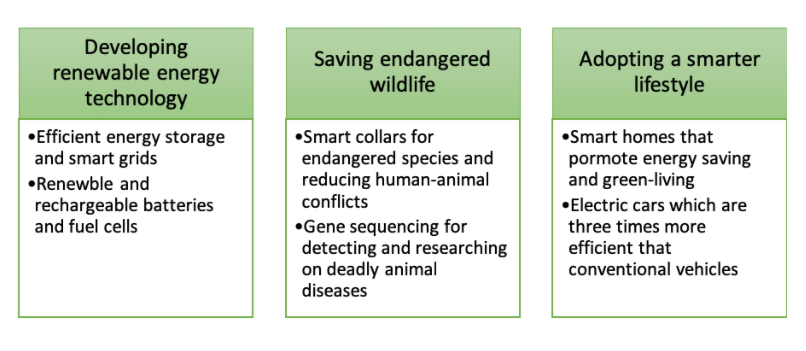 Developing
renewable energy
technology
•Efficient energy storage
and smart grids
•Renewble and
rechargeable batteries
and fuel cells
Saving endangered
wildlife
•Smart collars for
endangered species and
reducing human-animal
conflicts
•Gene sequencing for
detecting and researching
on deadly animal
diseases
Adopting a smarter
lifestyle
•Smart homes that
pormote energy saving
and green-living
•Electric cars which are
three times more
efficient that
conventional vehicles